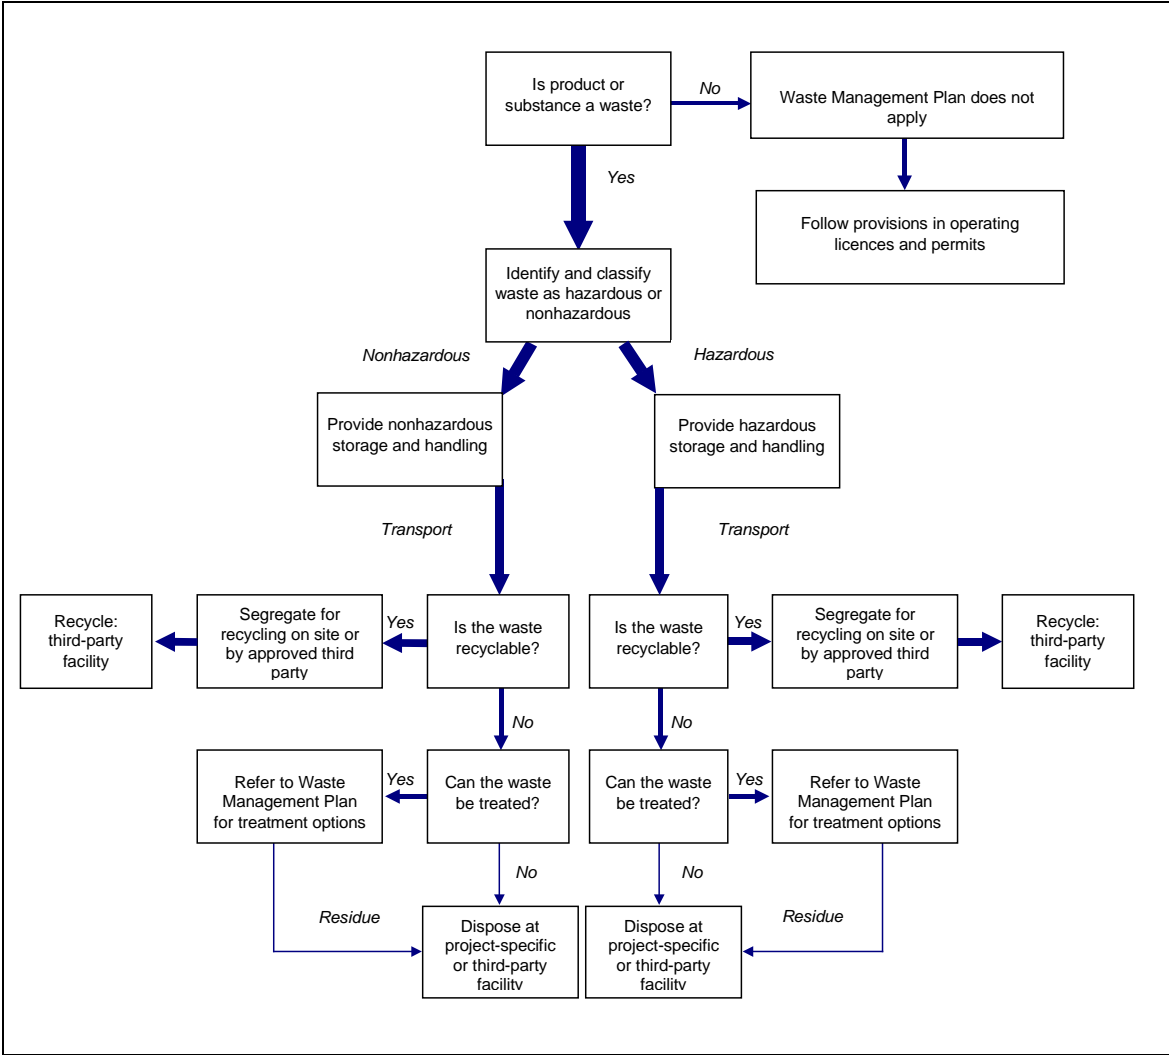 Is product or
substance a waste?
No
Waste Management Plan does not
apply
Yes
Follow provisions in operating
licences and permits
Identify and classify
waste as hazardous or
nonhazardous
Nonhazardous
Hazardous
Provide nonhazardous
storage and handling
Provide hazardous
storage and handling
Transport
Transport
Recycle:
third-party
facility
Segregate for
recycling on site or
by approved third
party
Yes
Is the waste
recyclable?
Is the waste
recyclable?
Yes
Segregate for
recycling on site or
by approved third
party
Recycle:
third-party
facility
No
No
Refer to Waste
Management Plan
for treatment options
Yes
Can the waste
be treated?
Can the waste
be treated?
Yes
Refer to Waste
Management Plan
for treatment options
No
No
Residue
Residue
Dispose at
project-specific
or third-party
facility
Dispose at
project-specific
or third-party
facility